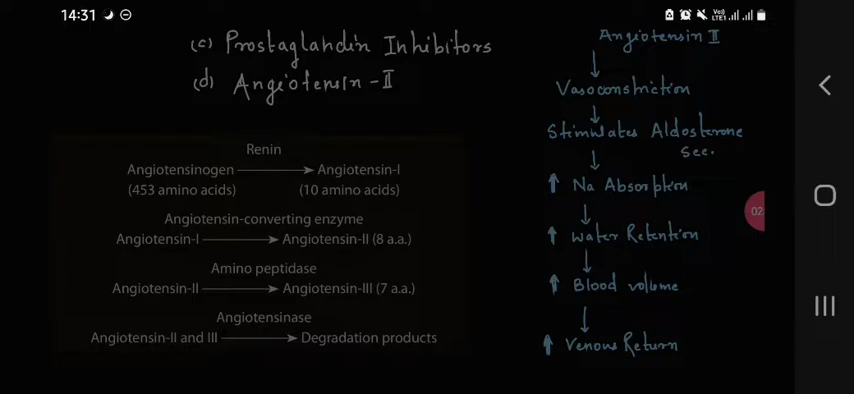 14:31
Vo))
LTE1
(c) Prostaglandin Inhibitors
(d) Angiotensin-II
Renin
Angiotensinogen Angiotensin-I
(453 amino acids) (10 amino acids)
Angiotensin-converting enzyme
Angiotensin-I Angiotensin-II (8 a.a.)
Amino peptidase
Angiotensin-II Angiotensin-III (7 a.a.)
Angiotensinase
Angiotensin-II and III Degradation products
Angiotensin II
Vasoconstriction
Stimulates Aldosterone
Sec.
↑ Na Absorption
↑ Water Retention
↑ Blood volume
↑ Venous Return
02